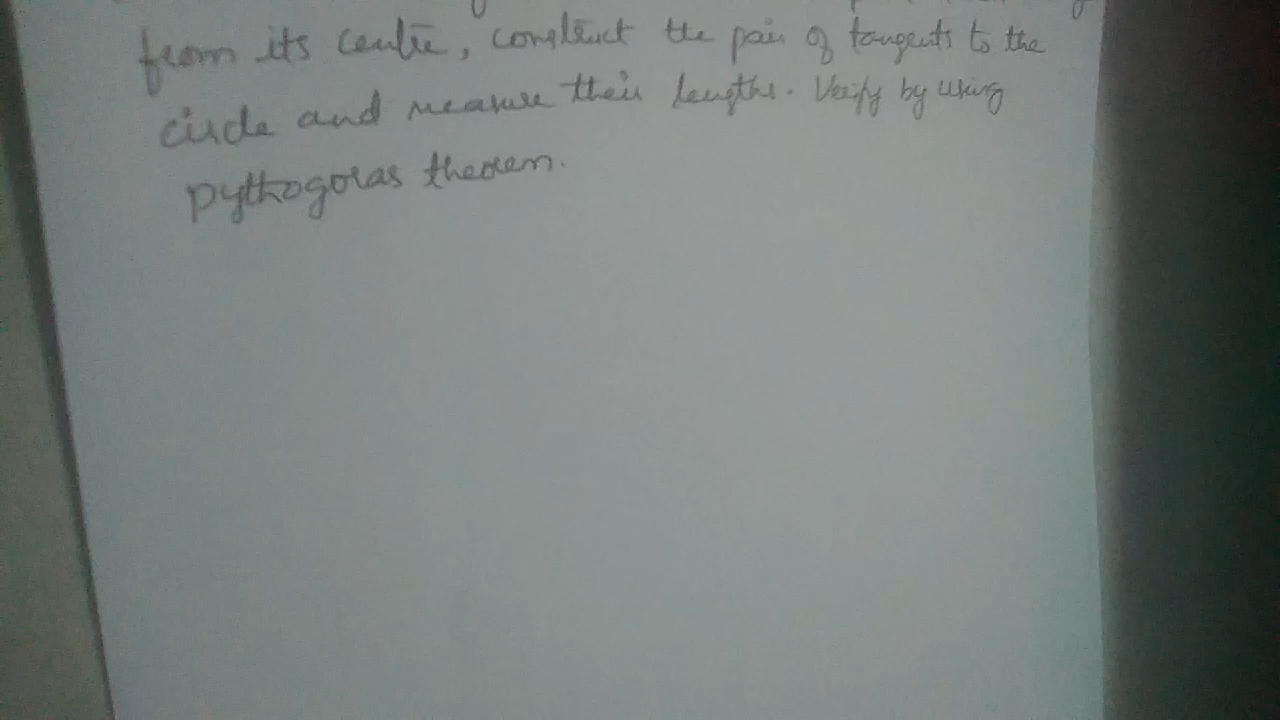 from its centre, construct the pair of tangents to the
circle and measure their lengths. Verify by using
pythogoras theorem.